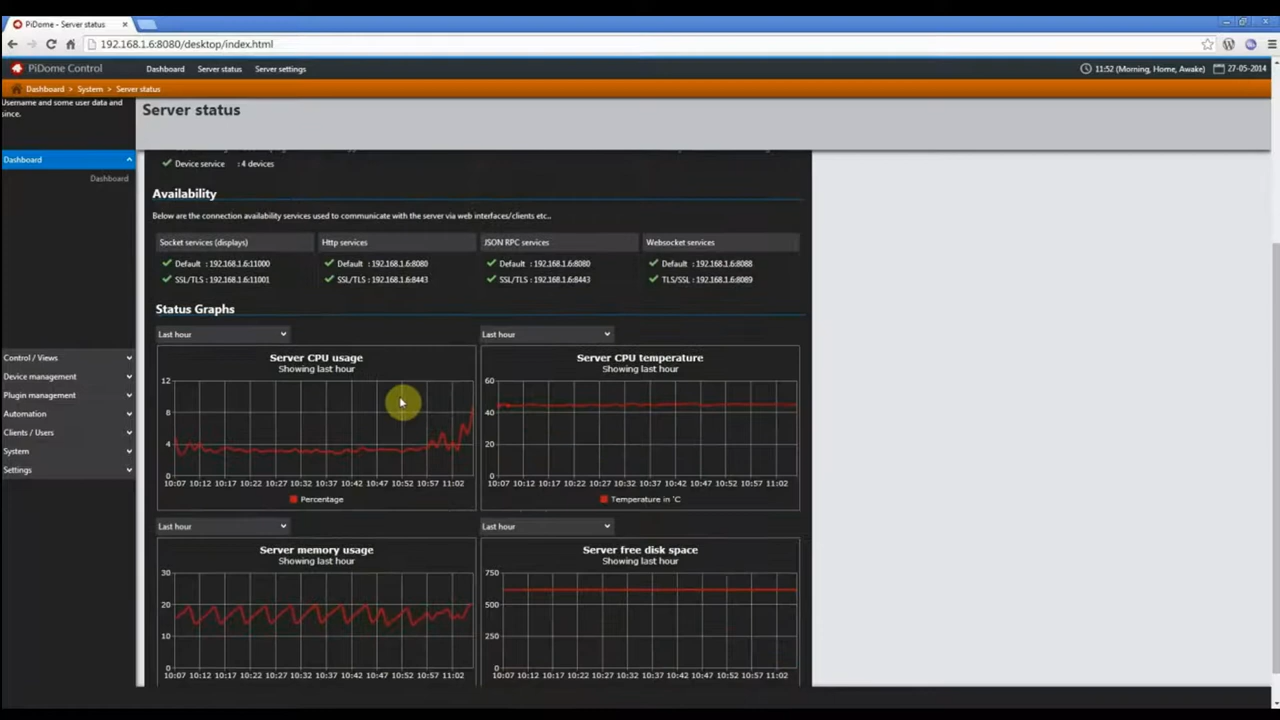 PiDome - Server status
192.168.1.6:8080/desktop/index.html
PiDome Control Dashboard Server status Server settings 11:52 (Morning, Home, Awake) 27-05-2014
Dashboard > System > Server status
Username and some user data and
since.
Server status
Dashboard
Dashboard
Control / Views
Device management
Plugin management
Automation
Clients / Users
System
Settings
Device service : 4 devices
Availability
Below are the connection availability services used to communicate with the server via web interfaces/clients etc..
Socket services (displays) Http services JSON RPC services Websocket services
Default : 192.168.1.6:11000 Default : 192.168.1.6:8080 Default : 192.168.1.6:8080 Default : 192.168.1.6:8088
SSL/TLS : 192.168.1.6:11001 SSL/TLS : 192.168.1.6:8443 SSL/TLS : 192.168.1.6:8443 TLS/SSL : 192.168.1.6:8089
Status Graphs
Last hour
Server CPU usage
Showing last hour
12
8
4
0
10:07 10:12 10:17 10:22 10:27 10:32 10:37 10:42 10:47 10:52 10:57 11:02
Percentage
Last hour
Server CPU temperature
Showing last hour
60
40
20
0
10:07 10:12 10:17 10:22 10:27 10:32 10:37 10:42 10:47 10:52 10:57 11:02
Temperature in °C
Last hour
Server memory usage
Showing last hour
30
20
10
0
10:07 10:12 10:17 10:22 10:27 10:32 10:37 10:42 10:47 10:52 10:57 11:02
Last hour
Server free disk space
Showing last hour
750
500
250
0
10:07 10:12 10:17 10:22 10:27 10:32 10:37 10:42 10:47 10:52 10:57 11:02